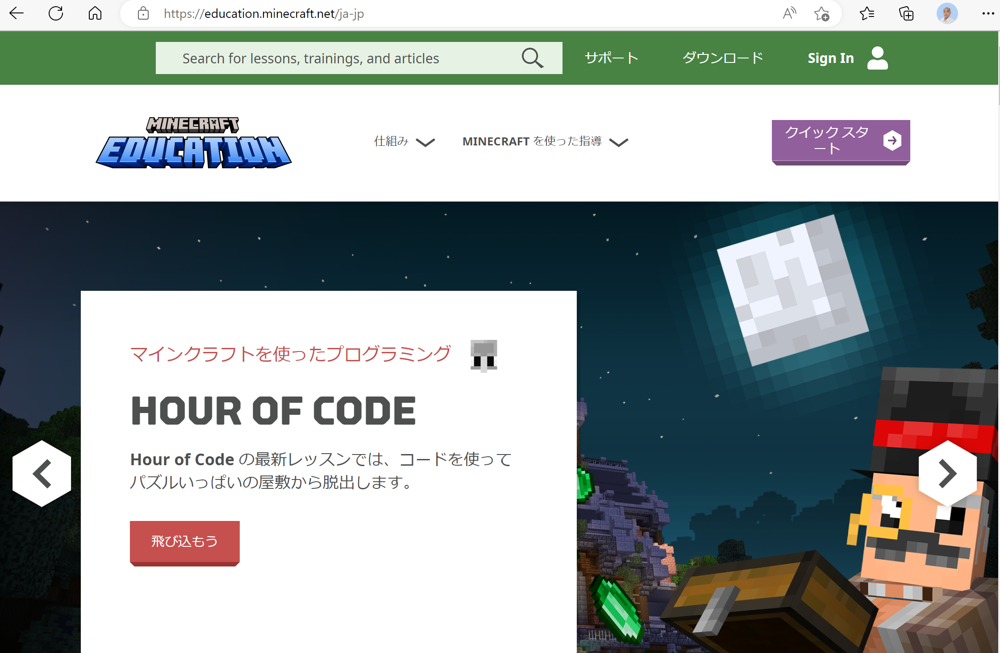 https://education.minecraft.net/ja-jp
Search for lessons, trainings, and articles
サポート
ダウンロード
Sign In
MINECRAFT
EDUCATION
仕組み
MINECRAFT を使った指導
クイック スタ
ート
マインクラフトを使ったプログラミング
HOUR OF CODE
Hour of Code の最新レッスンでは、コードを使って
パズルいっぱいの屋敷から脱出します。
飛び込もう